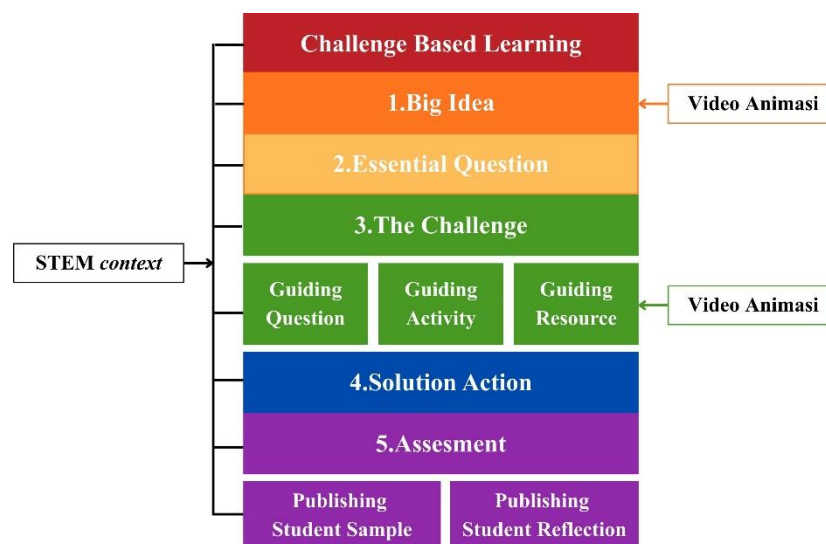 Challenge Based Learning
1.Big Idea
Video Animasi
2.Essential Question
3.The Challenge
STEM context
Guiding
Question
Guiding
Activity
Guiding
Resource
Video Animasi
4.Solution Action
5.Assesment
Publishing
Student Sample
Publishing
Student Reflection